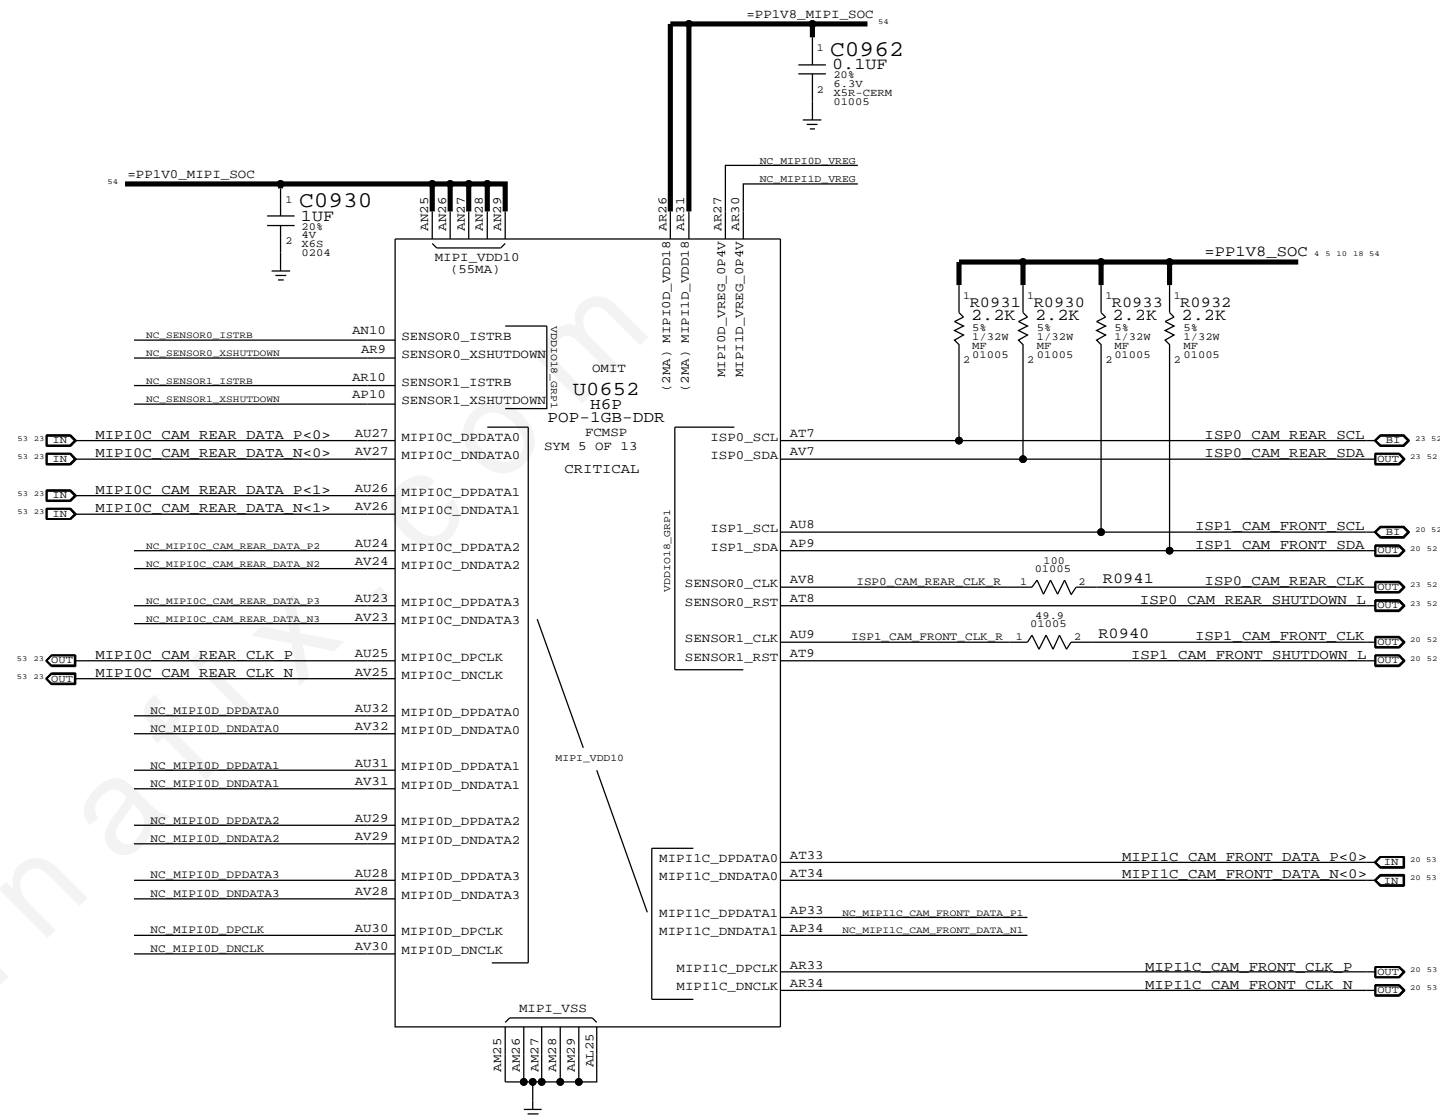 =PP1V8_MIPI_SOC 54
1 C0962
0.1UF
20%
6.3V
2 X5R-CERM
01005
NC_MIPI0D_VREG
NC_MIPI1D_VREG
54 =PP1V0_MIPI_SOC
1 C0930
1UF
20%
4V
2 X6S
0204
AN25 AN26 AN27 AN28 AN29
AR26 AR31 AR27 AR30
MIPI_VDD10
(55MA)
(2MA) MIPI0D_VDD18
(2MA) MIPI1D_VDD18
MIPI0D_VREG_0P4V
MIPI1D_VREG_0P4V
=PP1V8_SOC 4 5 10 18 54
1 R0931 1 R0930 1 R0933 1 R0932
2.2K 2.2K 2.2K 2.2K
5% 5% 5% 5%
1/32W 1/32W 1/32W 1/32W
MF MF MF MF
2 01005 2 01005 2 01005 2 01005
NC_SENSOR0_ISTRB AN10 SENSOR0_ISTRB
NC_SENSOR0_XSHUTDOWN AR9 SENSOR0_XSHUTDOWN
NC_SENSOR1_ISTRB AR10 SENSOR1_ISTRB
NC_SENSOR1_XSHUTDOWN AP10 SENSOR1_XSHUTDOWN
VDDIO18_GRP1
OMIT
U0652
H6P
POP-1GB-DDR
FCMSP
SYM 5 OF 13
CRITICAL
53 23 IN MIPI0C_CAM_REAR_DATA_P<0> AU27 MIPI0C_DPDATA0
53 23 IN MIPI0C_CAM_REAR_DATA_N<0> AV27 MIPI0C_DNDATA0
53 23 IN MIPI0C_CAM_REAR_DATA_P<1> AU26 MIPI0C_DPDATA1
53 23 IN MIPI0C_CAM_REAR_DATA_N<1> AV26 MIPI0C_DNDATA1
NC_MIPI0C_CAM_REAR_DATA_P2 AU24 MIPI0C_DPDATA2
NC_MIPI0C_CAM_REAR_DATA_N2 AV24 MIPI0C_DNDATA2
NC_MIPI0C_CAM_REAR_DATA_P3 AU23 MIPI0C_DPDATA3
NC_MIPI0C_CAM_REAR_DATA_N3 AV23 MIPI0C_DNDATA3
53 23 OUT MIPI0C_CAM_REAR_CLK_P AU25 MIPI0C_DPCLK
53 23 OUT MIPI0C_CAM_REAR_CLK_N AV25 MIPI0C_DNCLK
NC_MIPI0D_DPDATA0 AU32 MIPI0D_DPDATA0
NC_MIPI0D_DNDATA0 AV32 MIPI0D_DNDATA0
NC_MIPI0D_DPDATA1 AU31 MIPI0D_DPDATA1
NC_MIPI0D_DNDATA1 AV31 MIPI0D_DNDATA1
NC_MIPI0D_DPDATA2 AU29 MIPI0D_DPDATA2
NC_MIPI0D_DNDATA2 AV29 MIPI0D_DNDATA2
NC_MIPI0D_DPDATA3 AU28 MIPI0D_DPDATA3
NC_MIPI0D_DNDATA3 AV28 MIPI0D_DNDATA3
NC_MIPI0D_DPCLK AU30 MIPI0D_DPCLK
NC_MIPI0D_DNCLK AV30 MIPI0D_DNCLK
MIPI_VDD10
VDDIO18_GRP1
ISP0_SCL AT7 ISP0_CAM_REAR_SCL BI 23 52
ISP0_SDA AV7 ISP0_CAM_REAR_SDA OUT 23 52
ISP1_SCL AU8 ISP1_CAM_FRONT_SCL BI 20 52
ISP1_SDA AP9 ISP1_CAM_FRONT_SDA OUT 20 52
100
01005
SENSOR0_CLK AV8 ISP0_CAM_REAR_CLK_R 1 2 R0941 ISP0_CAM_REAR_CLK OUT 23 52
SENSOR0_RST AT8 ISP0_CAM_REAR_SHUTDOWN_L OUT 23 52
49.9
01005
SENSOR1_CLK AU9 ISP1_CAM_FRONT_CLK_R 1 2 R0940 ISP1_CAM_FRONT_CLK OUT 20 52
SENSOR1_RST AT9 ISP1_CAM_FRONT_SHUTDOWN_L OUT 20 52
MIPI1C_DPDATA0 AT33 MIPI1C_CAM_FRONT_DATA_P<0> IN 20 53
MIPI1C_DNDATA0 AT34 MIPI1C_CAM_FRONT_DATA_N<0> IN 20 53
MIPI1C_DPDATA1 AP33 NC_MIPI1C_CAM_FRONT_DATA_P1
MIPI1C_DNDATA1 AP34 NC_MIPI1C_CAM_FRONT_DATA_N1
MIPI1C_DPCLK AR33 MIPI1C_CAM_FRONT_CLK_P OUT 20 53
MIPI1C_DNCLK AR34 MIPI1C_CAM_FRONT_CLK_N OUT 20 53
MIPI_VSS
AM25 AM26 AM27 AM28 AM29 AL25